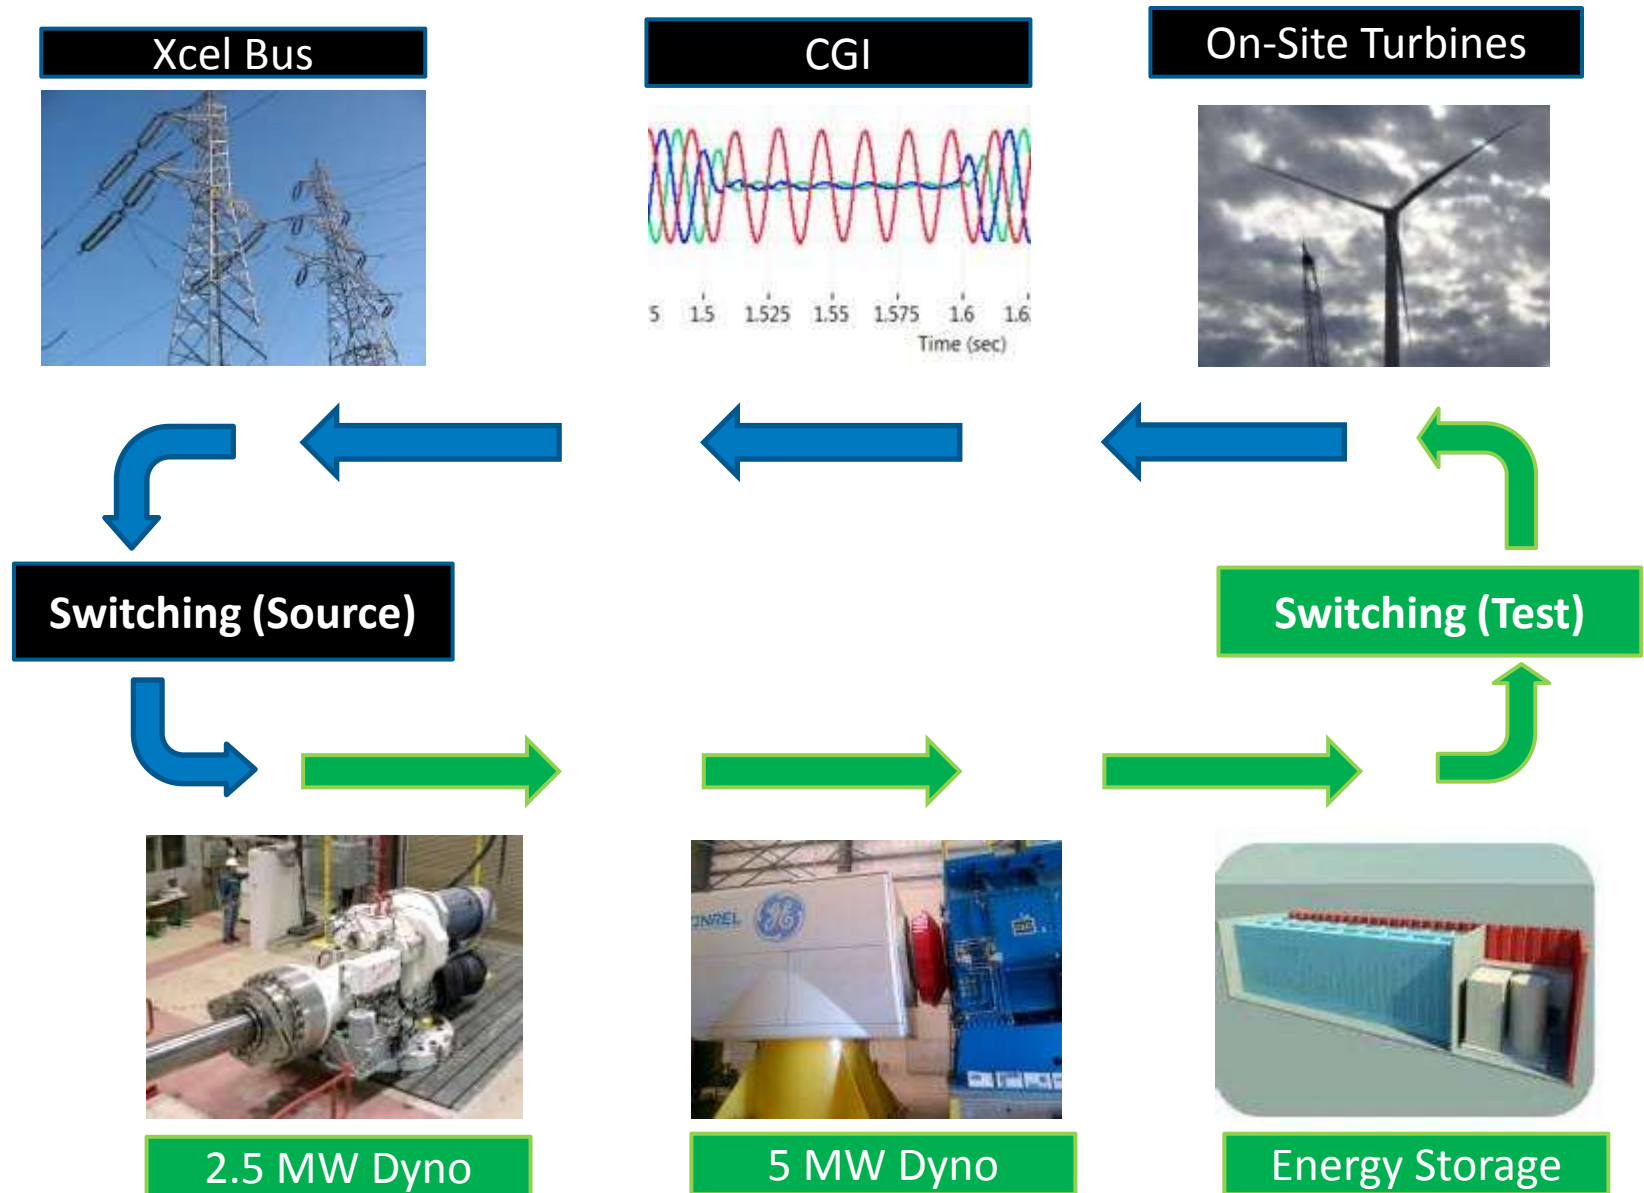 Xcel Bus
CGI
On-Site Turbines
5 1.5 1.525 1.55 1.575 1.6 1.6
Time (sec)
Switching (Source)
Switching (Test)
NREL
GE
2.5 MW Dyno
5 MW Dyno
Energy Storage